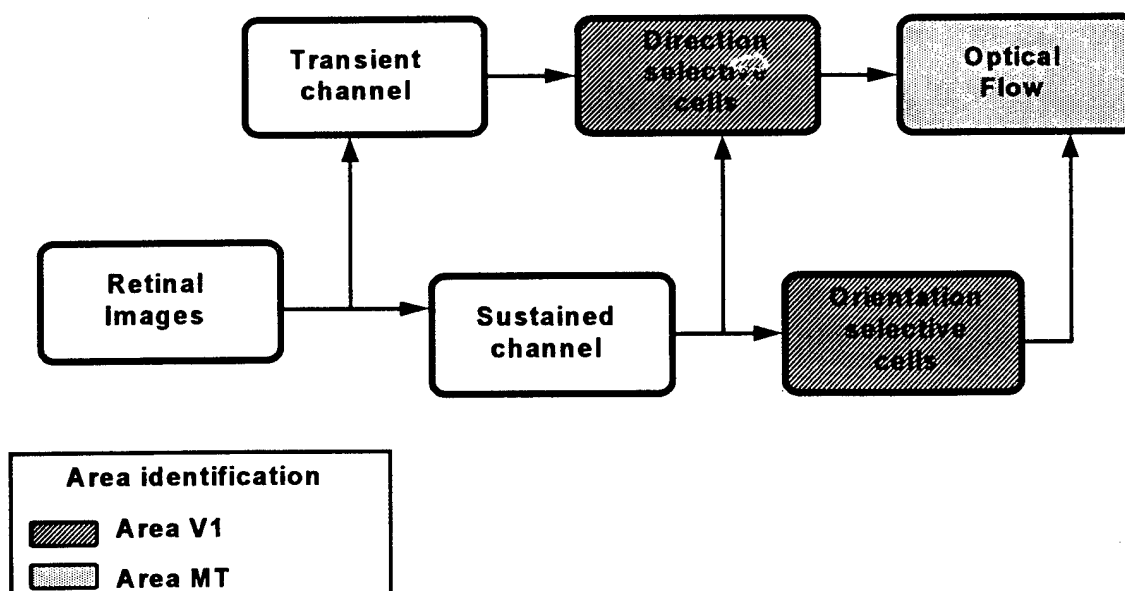 Transient
channel
Direction
selective
cells
Optical
Flow
Retinal
Images
Sustained
channel
Orientation
selective
cells
Area identification
Area V1
Area MT